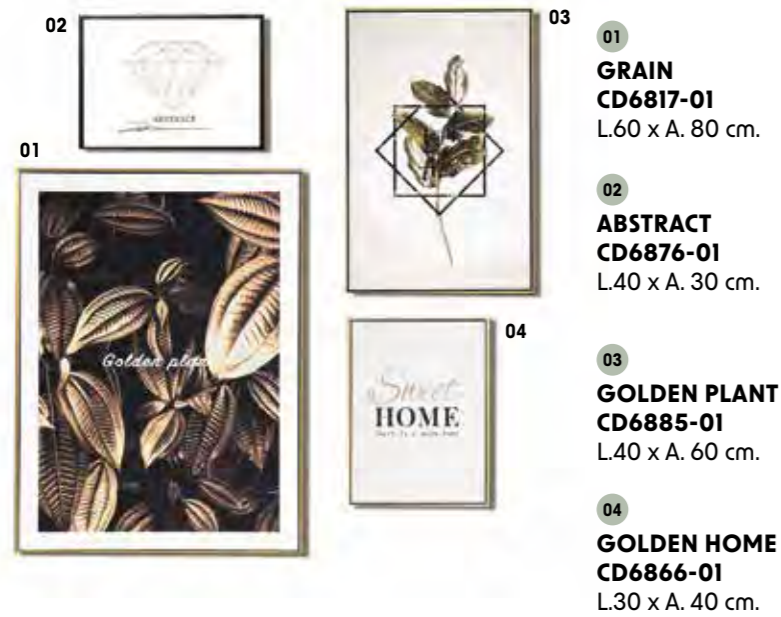 02
03
01
04
ABSTRACT
Golden plan
Sweet
HOME
01
GRAIN
CD6817-01
L.60 x A. 80 cm.
02
ABSTRACT
CD6876-01
L.40 x A. 30 cm.
03
GOLDEN PLANT
CD6885-01
L.40 x A. 60 cm.
04
GOLDEN HOME
CD6866-01
L.30 x A. 40 cm.